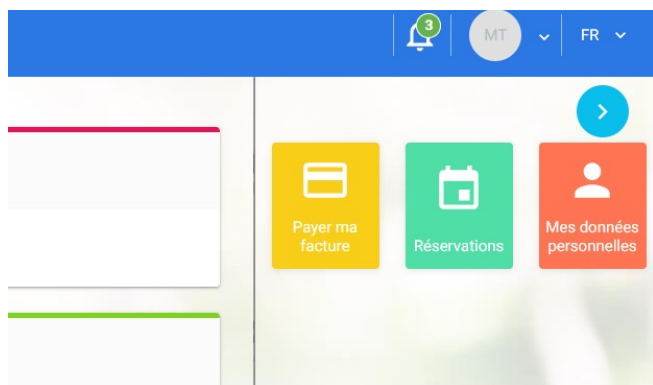 3
MT
FR
Payer ma
facture
Réservations
Mes données
personnelles